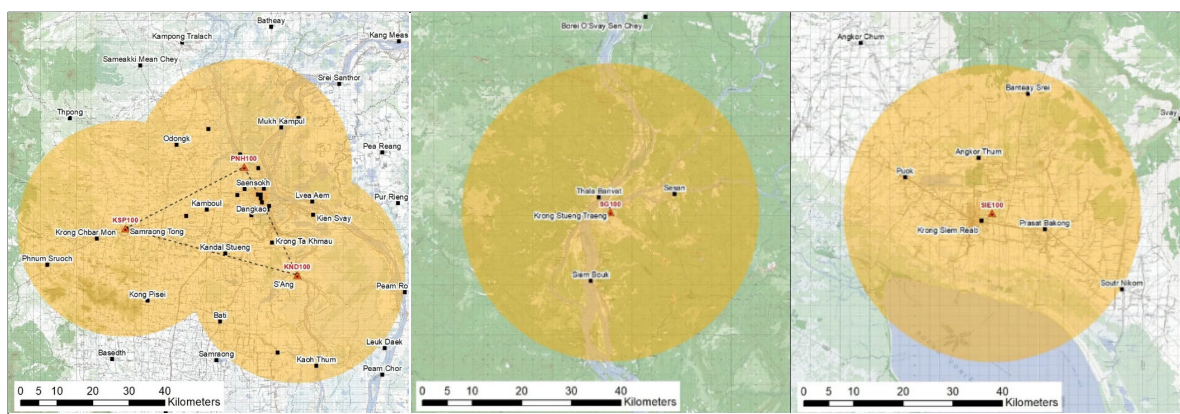 Batheay
Kampong Tralach
Kang Meas
Sameakki Mean Chey
Srei Santhor
Thpong
Mukh Kampul
Odongk
Pea Reang
PNH100
Saensokh
Lvea Aem
Pur Rieng
Kamboul
Dangkao
Kien Svay
KSP100
Samraong Tong
Krong Chbar Mon
Krong Ta Khmau
Kandal Stueng
Phnum Sruoch
KND100
S'Ang
Peam Ro
Kong Pisei
Bati
Leuk Daek
Basedth
Samraong
Kaoh Thum
Peam Chor
0 5 10 20 30 40
Kilometers
Borei O'Svay Sen Chey
Thala Barivat
Sesan
SG100
Krong Stueng Traeng
Siem Bouk
0 5 10 20 30 40
Kilometers
Angkor Chum
Banteay Srei
Svay
Angkor Thum
Puok
SIE100
Krong Siem Reab
Prasat Bakong
Soutr Nikom
0 5 10 20 30 40
Kilometers